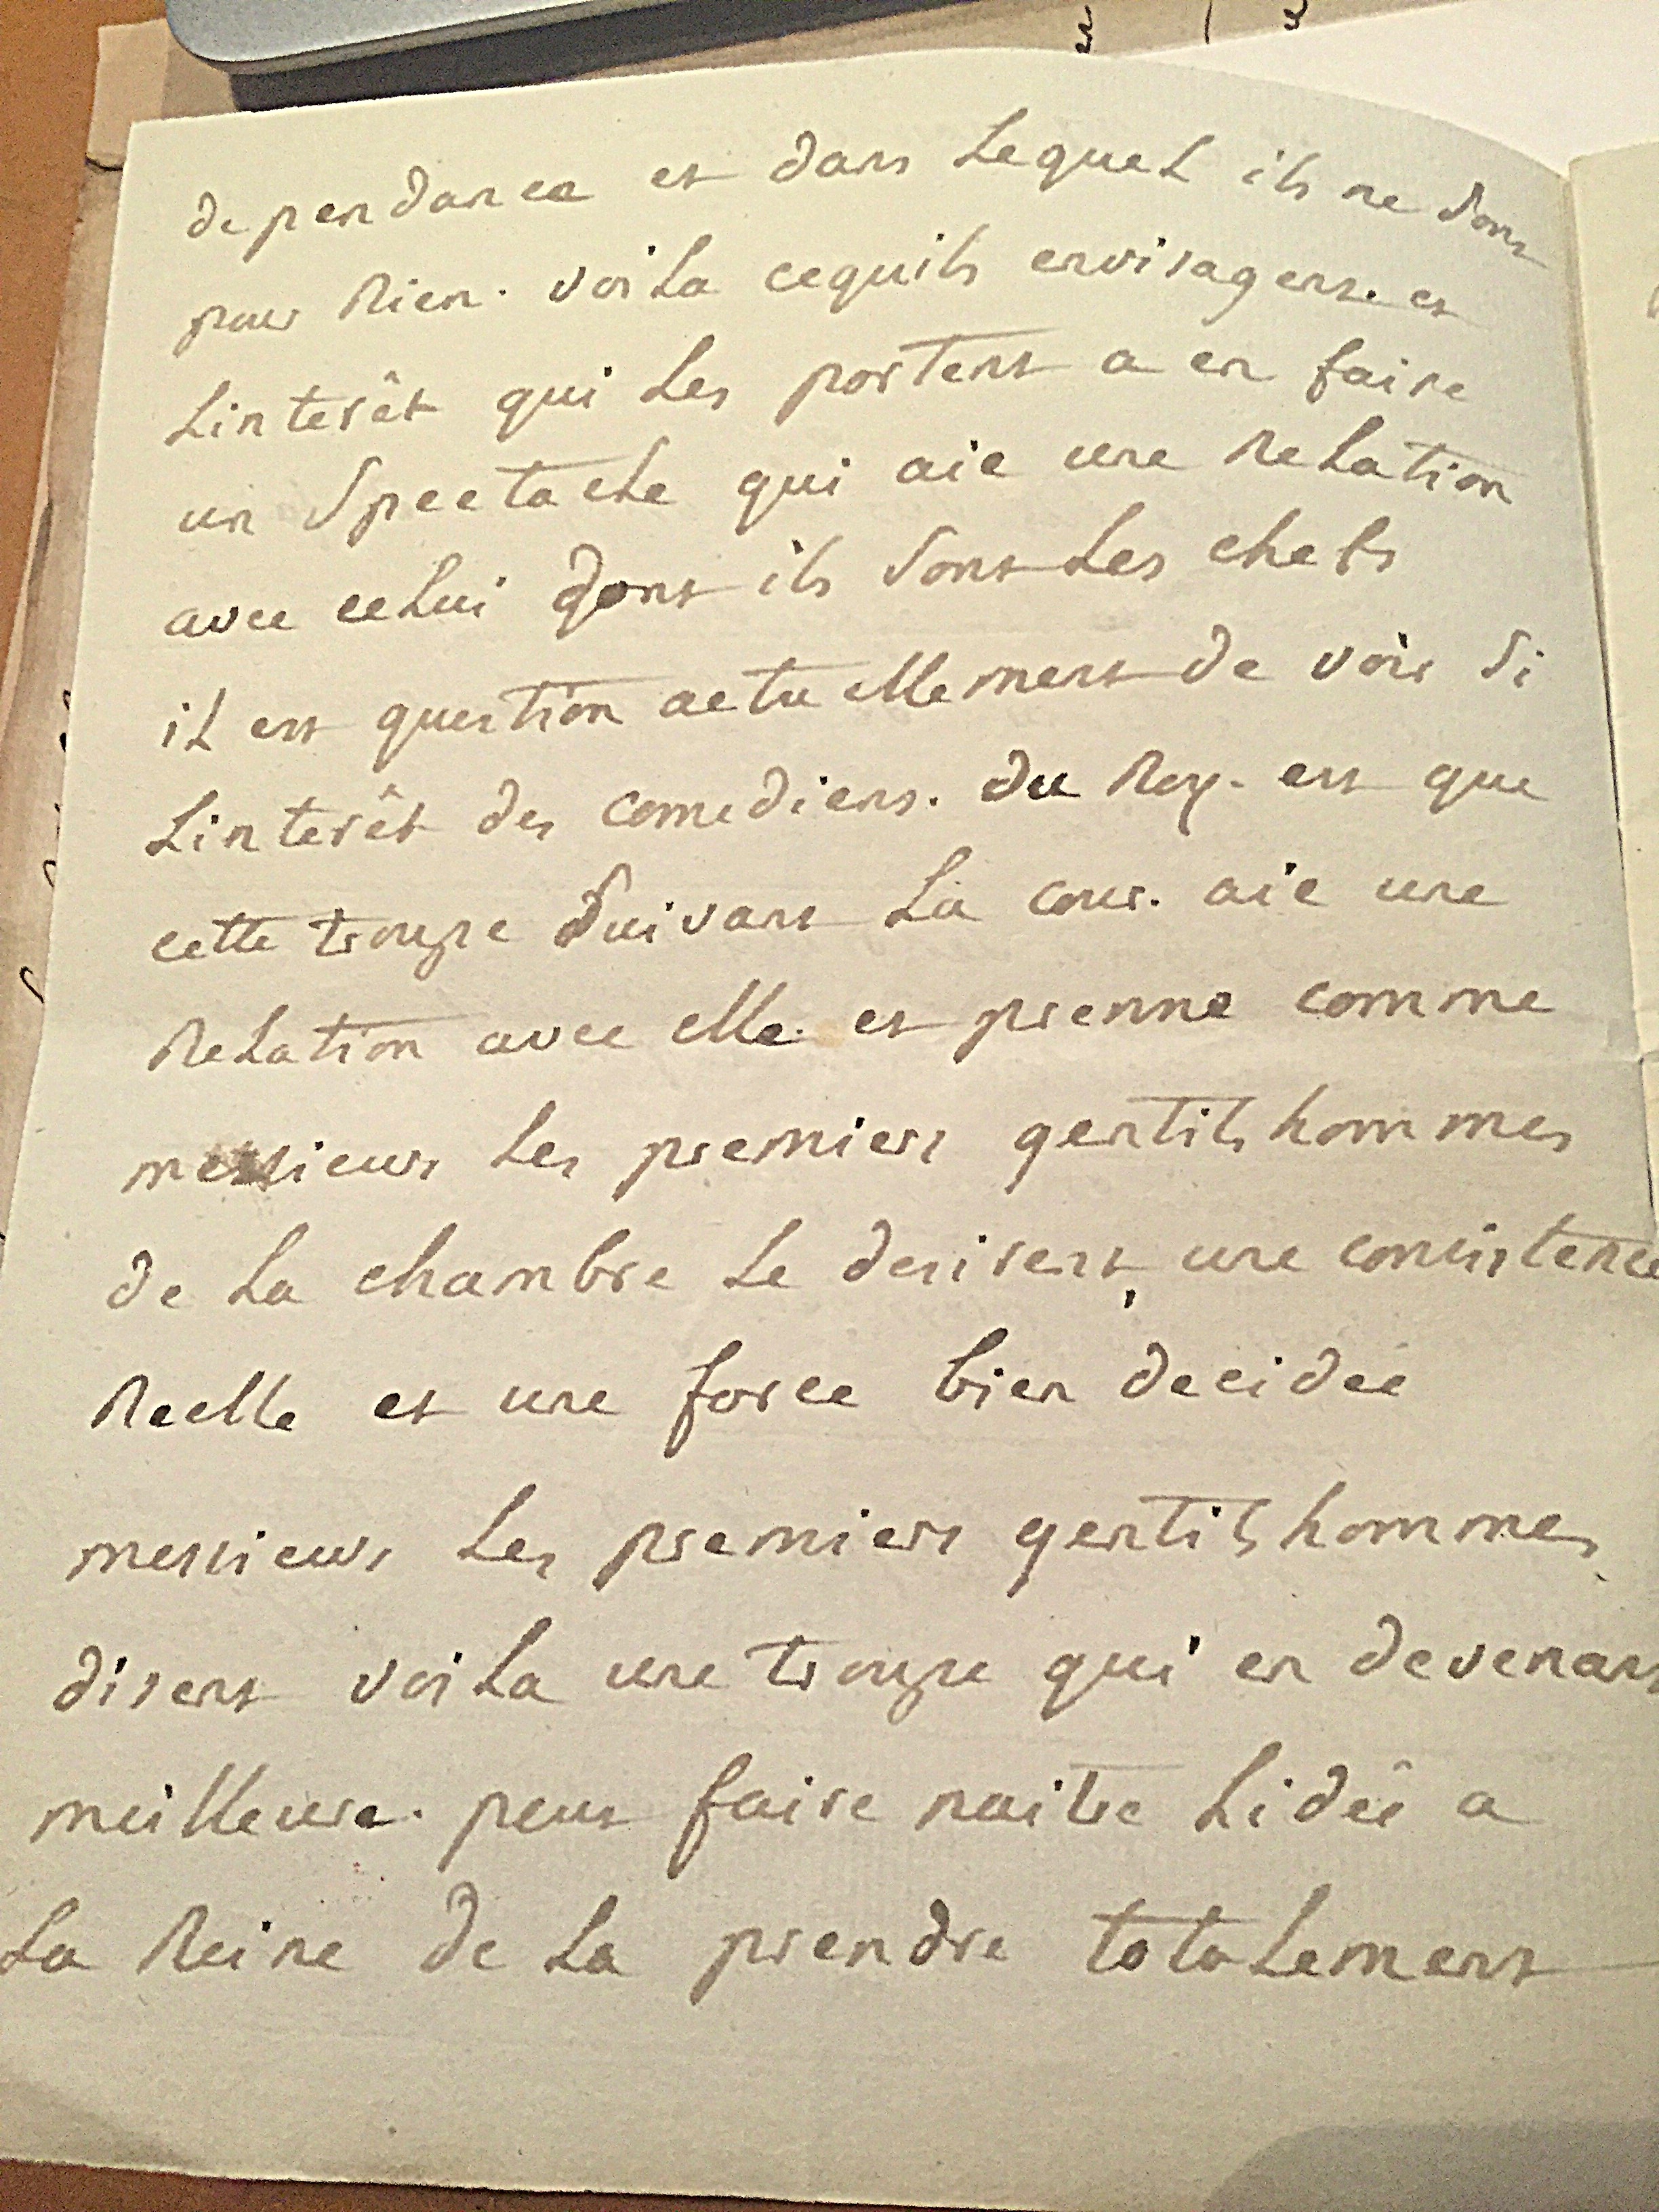 dependance et dans Lequel ils ne Sont
pour Rien. voila cequils envisagent. et
Linterêt qui Les portent a en faire
un Spectacle qui aie une Relation
avec celui dont ils Sont Les chefs
il est question actuellement de voir Si
Linterêt des comediens. du Roy. est que
cette troupe Suivant La cour. aie une
Relation avec elle. et prenne comme
messieurs Les premiers gentilshommes
de La chambre Le desirent, une consistence
Reelle et une force bien decidée
messieurs Les premiers gentilshommes
disent voila une troupe qui en devenant
meilleure. peut faire naitre Lidée a
La Reine de La prendre totalement